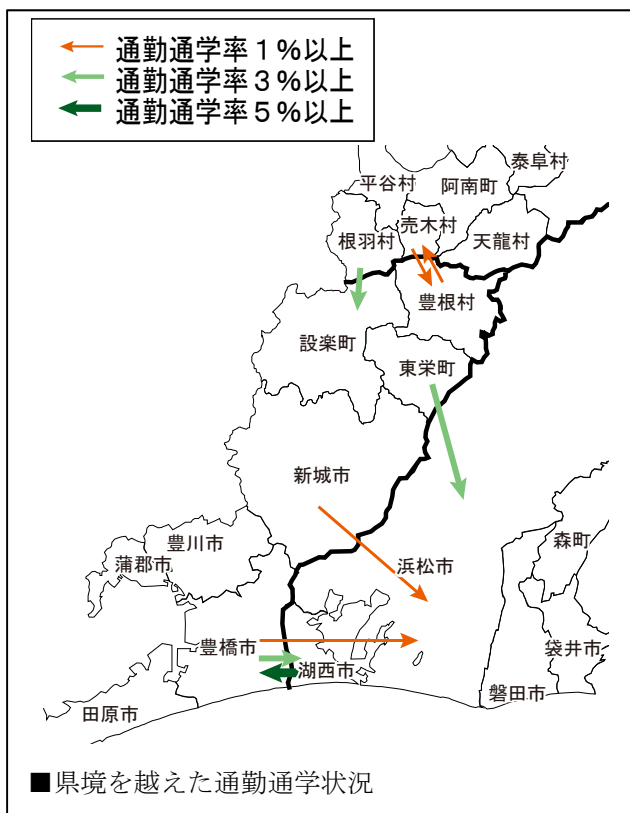 通勤通学率１％以上
通勤通学率３％以上
通勤通学率５％以上
泰阜村
平谷村
阿南町
売木村
根羽村
天龍村
豊根村
設楽町
東栄町
新城市
豊川市
森町
蒲郡市
浜松市
豊橋市
袋井市
湖西市
磐田市
田原市
■県境を越えた通勤通学状況